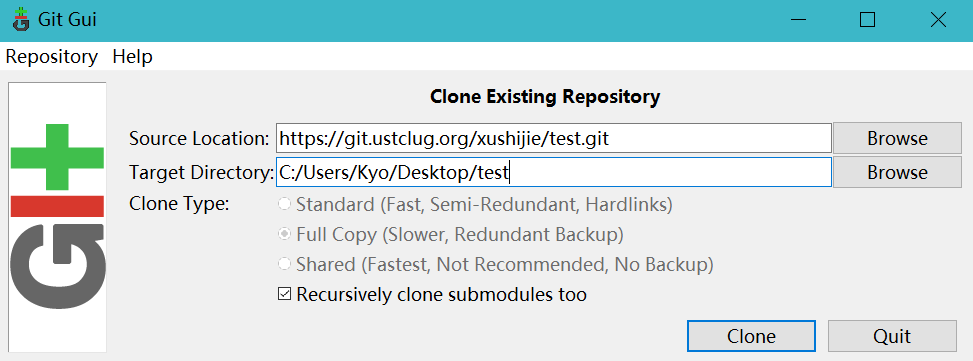 Git Gui
Repository Help
Clone Existing Repository
Source Location: https://git.ustclug.org/xushijie/test.git Browse
Target Directory: C:/Users/Kyo/Desktop/test Browse
Clone Type: Standard (Fast, Semi-Redundant, Hardlinks)
Full Copy (Slower, Redundant Backup)
Shared (Fastest, Not Recommended, No Backup)
Recursively clone submodules too
Clone Quit